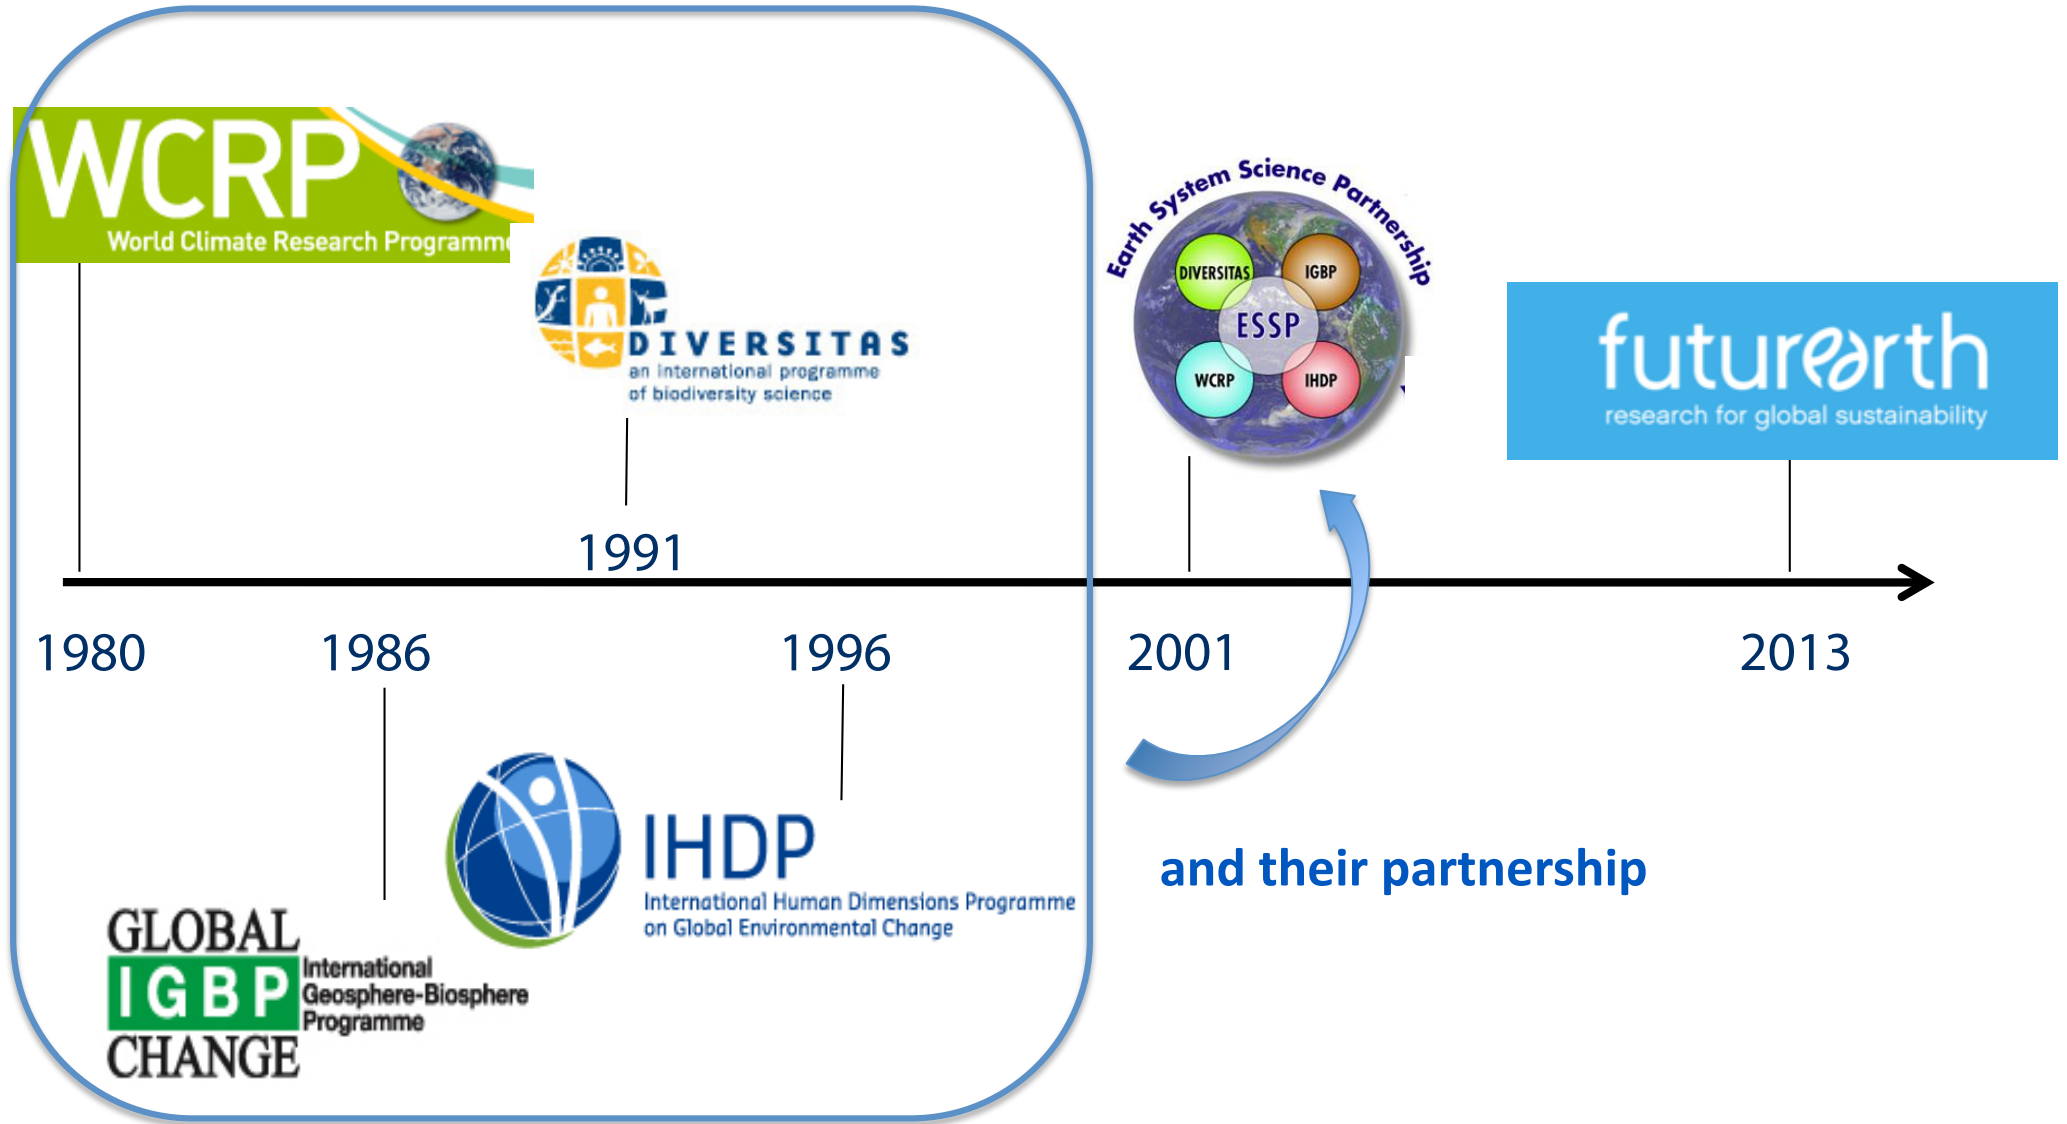 WCRP
World Climate Research Programme
DIVERSITAS
an international programme
of biodiversity science
Earth System Science Partnership
DIVERSITAS
IGBP
ESSP
WCRP
IHDP
futurearth
research for global sustainability
1991
1980
1986
1996
2001
2013
IHDP
International Human Dimensions Programme
on Global Environmental Change
and their partnership
GLOBAL
IGBP
International
Geosphere-Biosphere
Programme
CHANGE